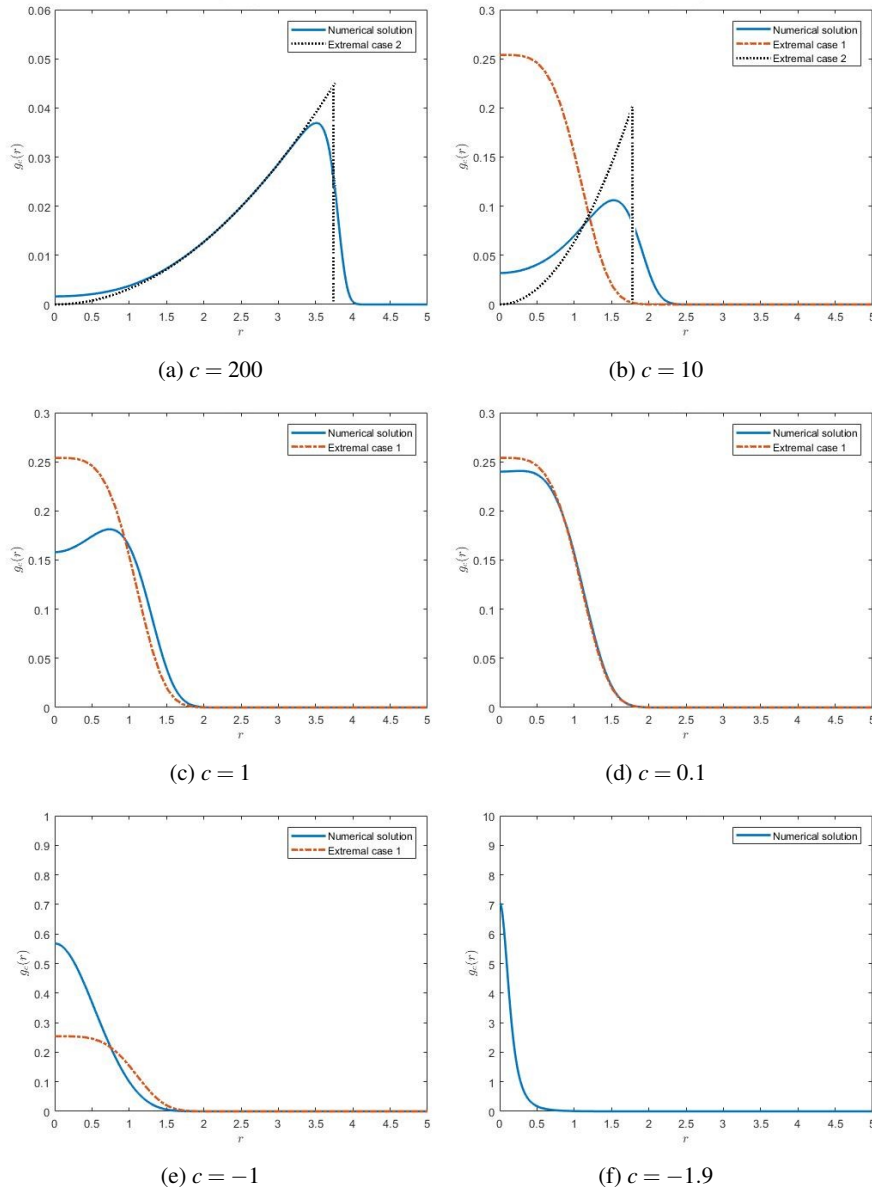 0.06
0.05
0.04
0.03
0.02
0.01
0
g_c(r)
0 0.5 1 1.5 2 2.5 3 3.5 4 4.5 5
r
Numerical solution
Extremal case 2
(a) c = 200
0.3
0.25
0.2
0.15
0.1
0.05
0
g_c(r)
0 0.5 1 1.5 2 2.5 3 3.5 4 4.5 5
r
Numerical solution
Extremal case 1
Extremal case 2
(b) c = 10
0.3
0.25
0.2
0.15
0.1
0.05
0
g_c(r)
0 0.5 1 1.5 2 2.5 3 3.5 4 4.5 5
r
Numerical solution
Extremal case 1
(c) c = 1
0.3
0.25
0.2
0.15
0.1
0.05
0
g_c(r)
0 0.5 1 1.5 2 2.5 3 3.5 4 4.5 5
r
Numerical solution
Extremal case 1
(d) c = 0.1
1
0.9
0.8
0.7
0.6
0.5
0.4
0.3
0.2
0.1
0
g_c(r)
0 0.5 1 1.5 2 2.5 3 3.5 4 4.5 5
r
Numerical solution
Extremal case 1
(e) c = −1
10
9
8
7
6
5
4
3
2
1
0
g_c(r)
0 0.5 1 1.5 2 2.5 3 3.5 4 4.5 5
r
Numerical solution
(f) c = −1.9